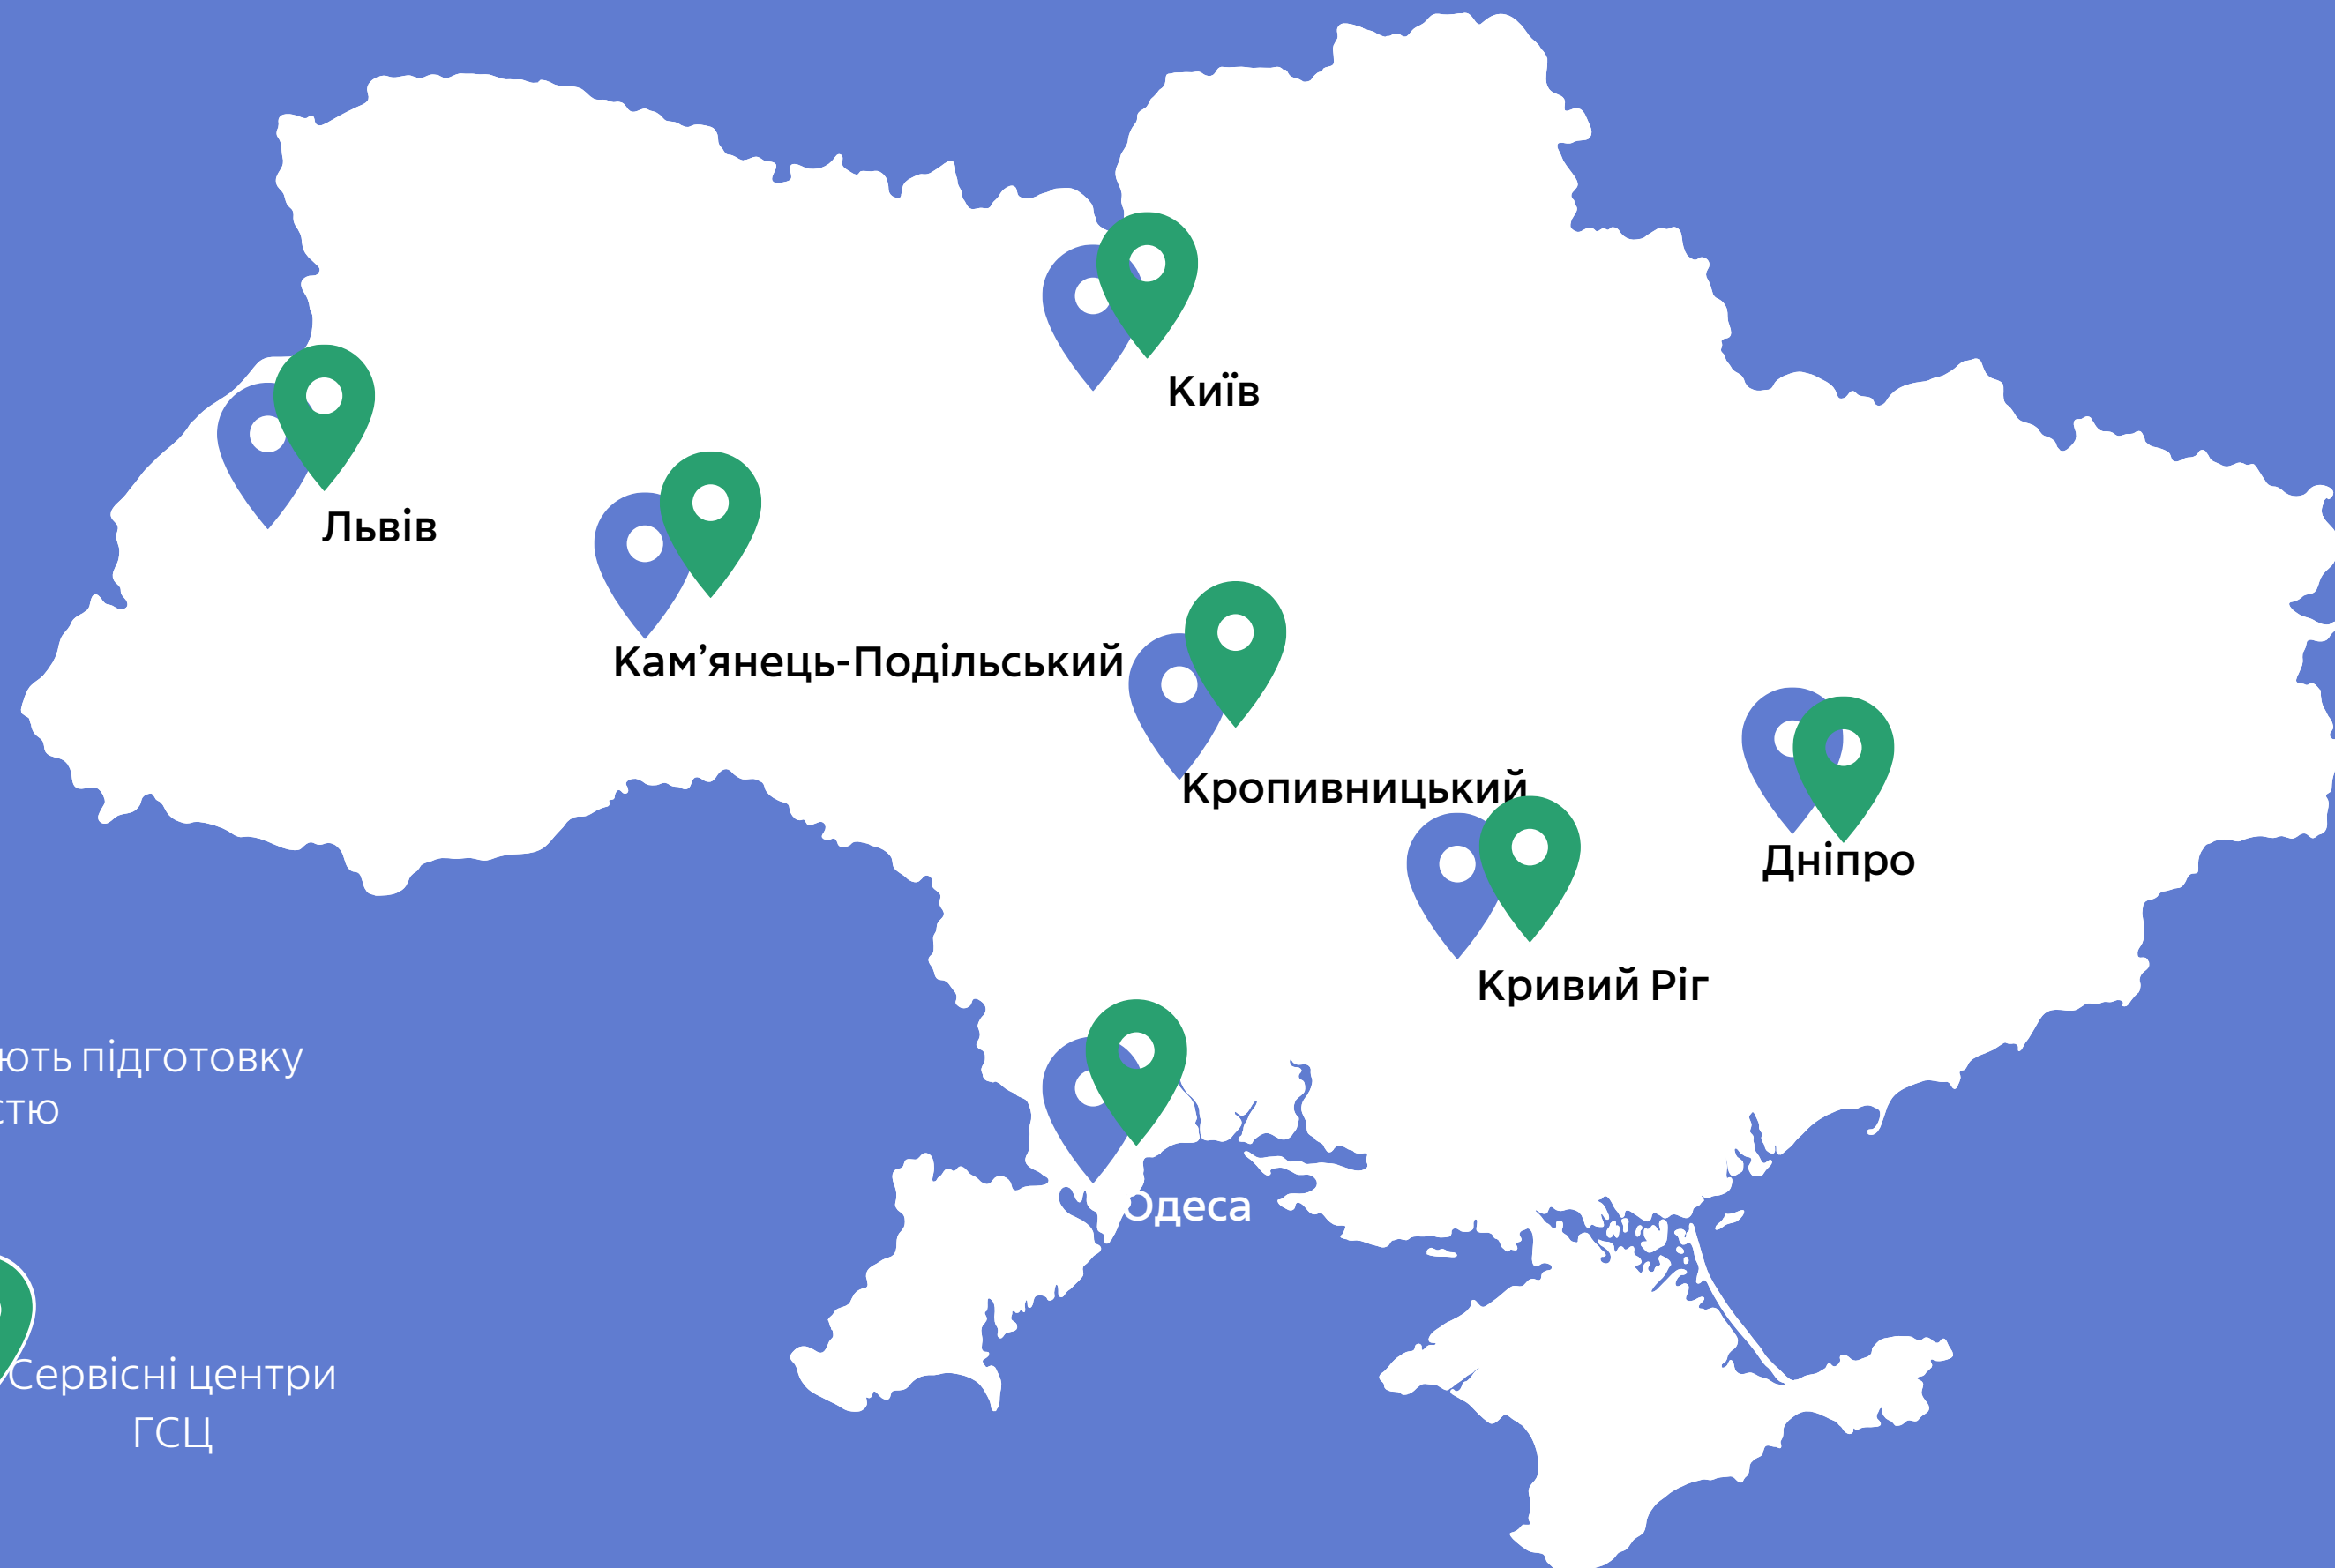 Київ
Львів
Кам’янець-Подільський
Кропивницький
Дніпро
Кривий Ріг
ють підготовку
стю
Одеса
Сервісні центри
ГСЦ